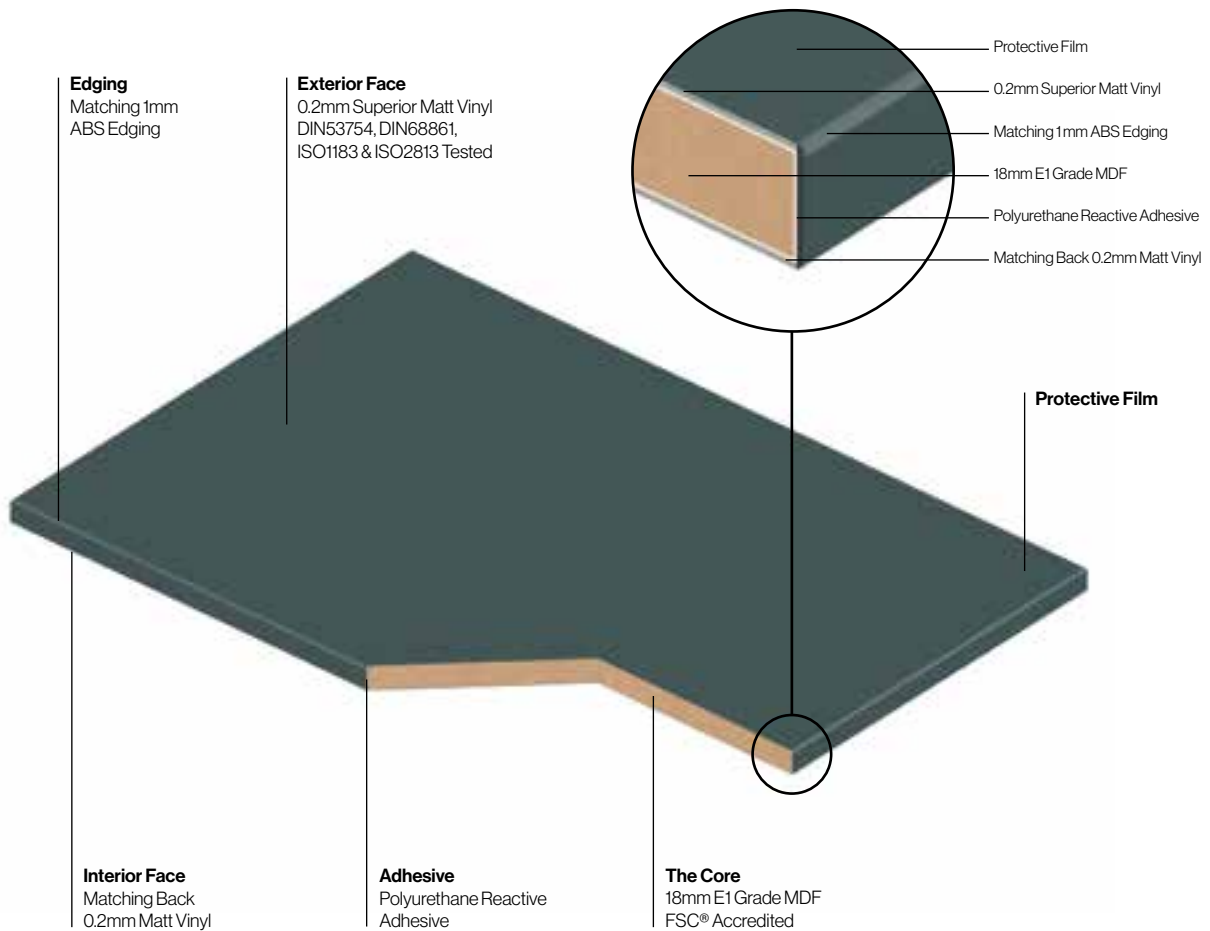 Protective Film
0.2mm Superior Matt Vinyl
Matching 1mm ABS Edging
18mm E1 Grade MDF
Polyurethane Reactive Adhesive
Matching Back 0.2mm Matt Vinyl
Edging
Matching 1mm
ABS Edging
Exterior Face
0.2mm Superior Matt Vinyl
DIN53754, DIN68861,
ISO1183 & ISO2813 Tested
Protective Film
Interior Face
Matching Back
0.2mm Matt Vinyl
Adhesive
Polyurethane Reactive
Adhesive
The Core
18mm E1 Grade MDF
FSC® Accredited